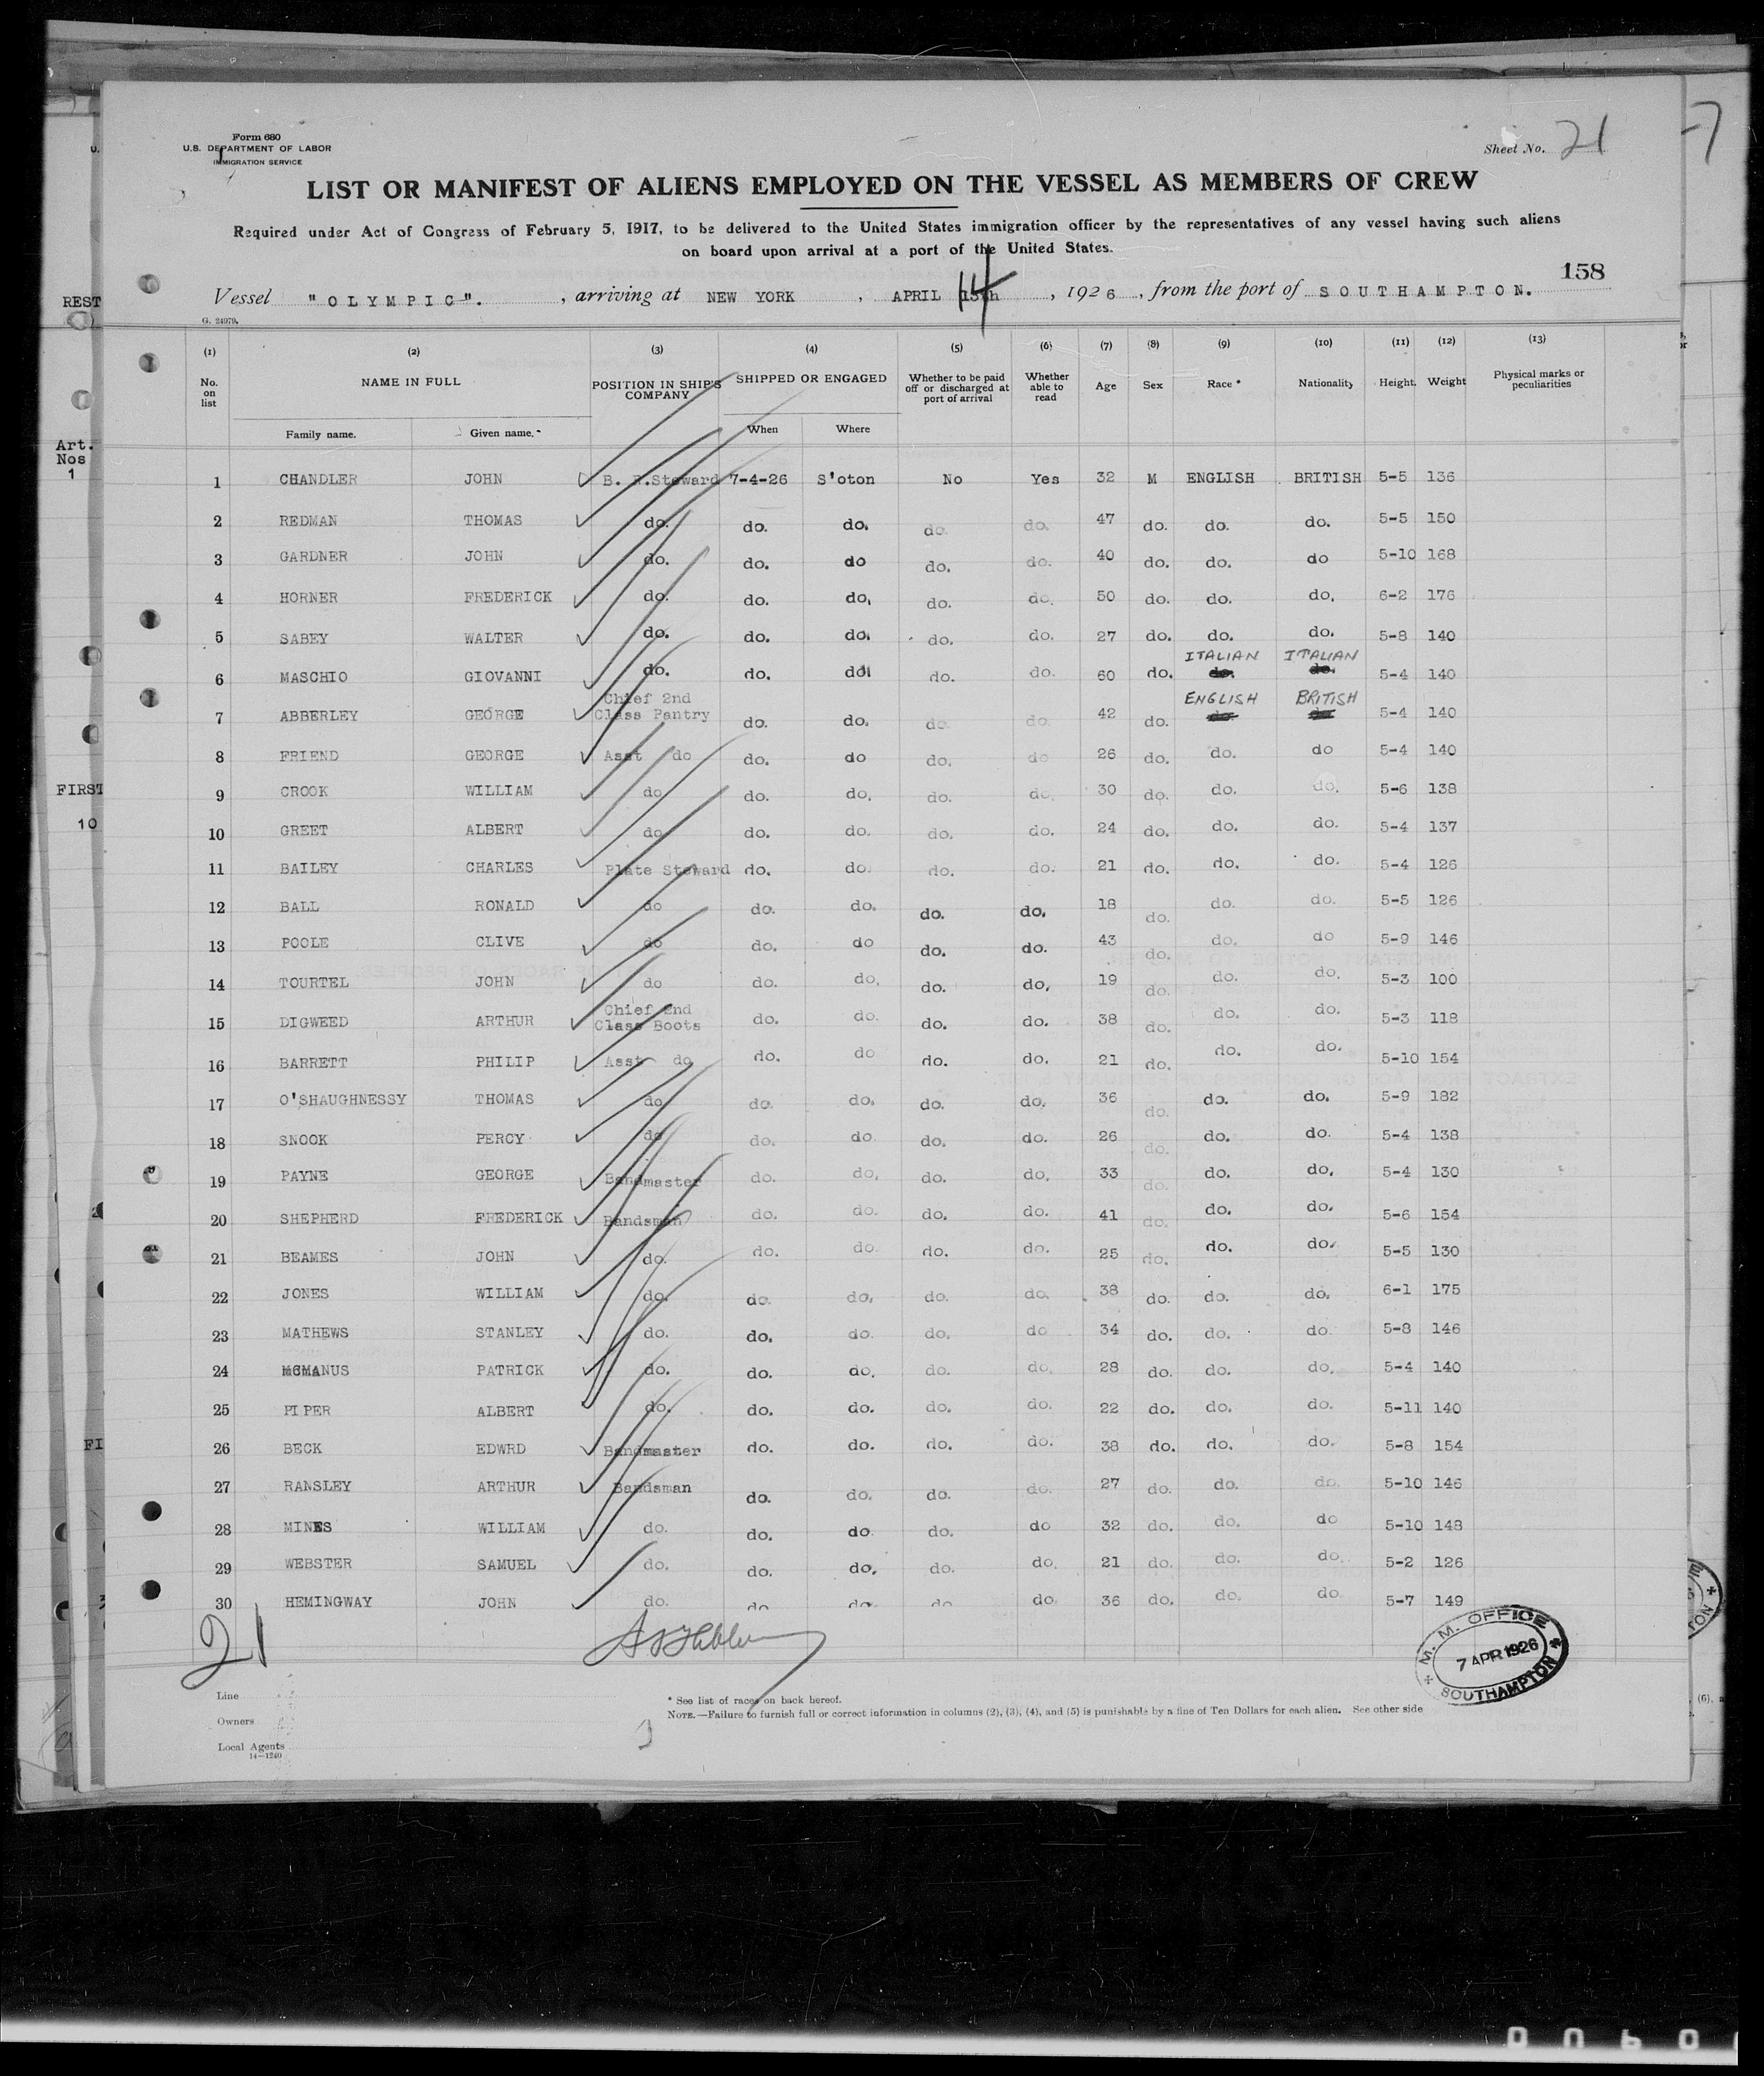 Form 680
U.S. DEPARTMENT OF LABOR
IMMIGRATION SERVICE
Sheet No. 21
LIST OR MANIFEST OF ALIENS EMPLOYED ON THE VESSEL AS MEMBERS OF CREW
Required under Act of Congress of February 5, 1917, to be delivered to the United States immigration officer by the representatives of any vessel having such aliens
on board upon arrival at a port of the United States.
158
Vessel "OLYMPIC". , arriving at NEW YORK , APRIL 14 , 1926 , from the port of SOUTHAMPTON.
G. 24979.
(1) (2) (3) (4) (5) (6) (7) (8) (9) (10) (11) (12) (13)
No. on list NAME IN FULL POSITION IN SHIP'S COMPANY SHIPPED OR ENGAGED Whether to be paid off or discharged at port of arrival Whether able to read Age Sex Race * Nationality Height. Weight Physical marks or peculiarities
Family name. Given name. When Where
1 CHANDLER JOHN B. R.Steward 7-4-26 S'oton No Yes 32 M ENGLISH BRITISH 5-5 136
2 REDMAN THOMAS do. do. do. do. do. 47 do. do. do. 5-5 150
3 GARDNER JOHN do. do. do do. do. 40 do. do. do 5-10 168
4 HORNER FREDERICK do. do. do. do. do. 50 do. do. do. 6-2 176
5 SABEY WALTER do. do. do. do. do. 27 do. do. do. 5-8 140
6 MASCHIO GIOVANNI do. do. do do. do. 60 do. ITALIAN ITALIAN 5-4 140
7 ABBERLEY GEORGE Chief 2nd Class Pantry do. do. do. do. 42 do. ENGLISH BRITISH 5-4 140
8 FRIEND GEORGE Asst do do. do do. do 26 do. do. do 5-4 140
9 CROOK WILLIAM do do. do. do. do. 30 do. do. do. 5-6 138
10 GREET ALBERT do do. do. do. do. 24 do. do. do. 5-4 137
11 BAILEY CHARLES Plate Steward do. do. do. do. 21 do. do. do. 5-4 126
12 BALL RONALD do do. do. do. do. 18 do. do. do. 5-5 126
13 POOLE CLIVE do do. do do. do. 43 do. do. do 5-9 146
14 TOURTEL JOHN do do. do. do. do. 19 do. do. do. 5-3 100
15 DIGWEED ARTHUR Chief 2nd Class Boots do. do. do. do. 38 do. do. do. 5-3 118
16 BARRETT PHILIP Asst do do. do do. do. 21 do. do. do. 5-10 154
17 O'SHAUGHNESSY THOMAS do do. do. do. do. 36 do. do. do. 5-9 182
18 SNOOK PERCY do do. do. do. do. 26 do. do. do. 5-4 138
19 PAYNE GEORGE Bandmaster do. do. do. do. 33 do. do. do. 5-4 130
20 SHEPHERD FREDERICK Bandsman do. do. do. do. 41 do. do. do. 5-6 154
21 BEAMES JOHN do. do. do. do. do. 25 do. do. do. 5-5 130
22 JONES WILLIAM do. do. do. do. do. 38 do. do. do. 6-1 175
23 MATHEWS STANLEY do. do. do. do. do 34 do. do. do. 5-8 146
24 MCMANUS PATRICK do. do. do. do. do. 28 do. do. do. 5-4 140
25 PIPER ALBERT do. do. do. do. do. 22 do. do. do. 5-11 140
26 BECK EDWRD Bandmaster do. do. do. do. 38 do. do. do. 5-8 154
27 RANSLEY ARTHUR Bandsman do. do. do. do. 27 do. do. do. 5-10 146
28 MINES WILLIAM do. do. do. do. do 32 do. do. do 5-10 148
29 WEBSTER SAMUEL do. do. do. do. do. 21 do. do. do. 5-2 126
30 HEMINGWAY JOHN do. do do. do do. 36 do. do. do. 5-7 149
21
M. M. OFFICE
7 APR 1926
SOUTHAMPTON
Line
Owners
Local Agents
14-1240
* See list of races on back hereof.
NOTE.—Failure to furnish full or correct information in columns (2), (3), (4), and (5) is punishable by a fine of Ten Dollars for each alien. See other side
3
REST
Art. Nos
1
FIRST
10
FI